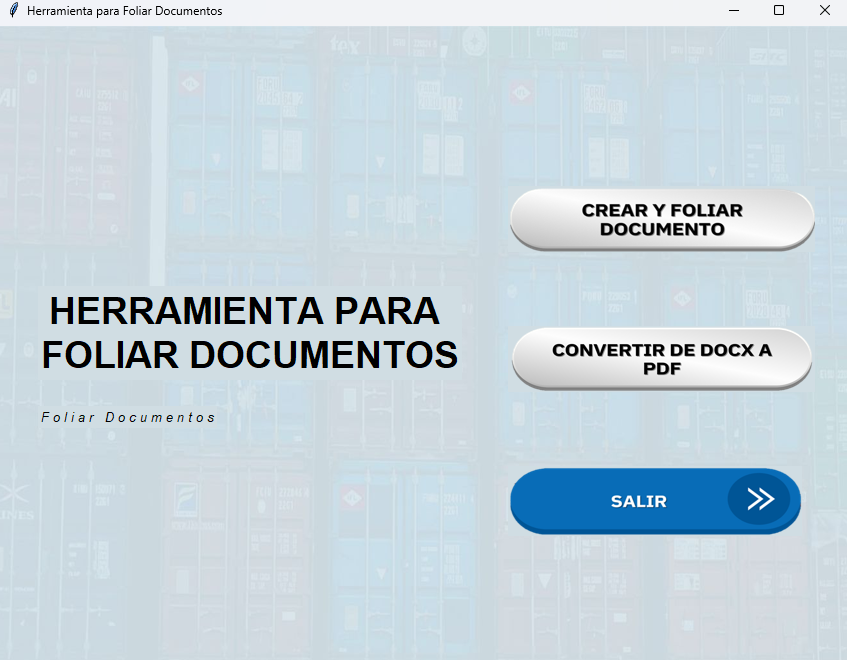 Herramienta para Foliar Documentos
CREAR Y FOLIAR
DOCUMENTO
HERRAMIENTA PARA
FOLIAR DOCUMENTOS
Foliar Documentos
CONVERTIR DE DOCX A
PDF
SALIR